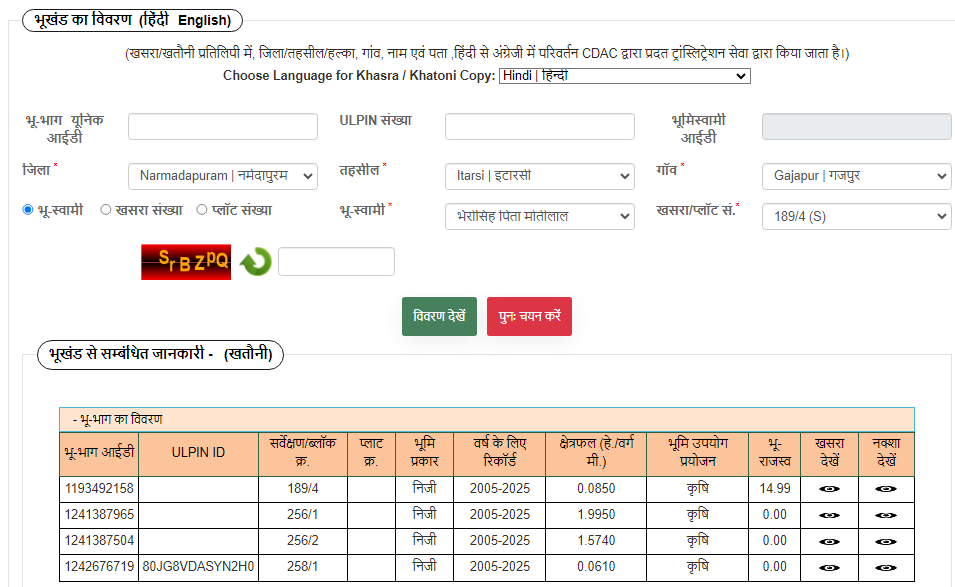 भूखंड का विवरण (हिंदी English)
(खसरा/खतौनी प्रतिलिपी में, जिला/तहसील/हल्का, गांव, नाम एवं पता ,हिंदी से अंग्रेजी में परिवर्तन CDAC द्वारा प्रदत ट्रांस्लिट्रेशन सेवा द्वारा किया जाता है।)
Choose Language for Khasra / Khatoni Copy: Hindi | हिन्दी
भू-भाग यूनिक आईडी ULPIN संख्या भूमिस्वामी आईडी
जिला * Narmadapuram | नर्मदापुरम तहसील * Itarsi | इटारसी गाँव * Gajapur | गजपुर
भू-स्वामी खसरा संख्या प्लॉट संख्या भू-स्वामी * भेरोसिंह पिता मोतीलाल खसरा/प्लॉट सं.* 189/4 (S)
SrBZPQ
विवरण देखें पुनः चयन करें
भूखंड से सम्बंधित जानकारी - (खतौनी)
- भू-भाग का विवरण
भू-भाग आईडी ULPIN ID सर्वेक्षण/ब्लॉक क्र. प्लाट क्र. भूमि प्रकार वर्ष के लिए रिकॉर्ड क्षेत्रफल (हे./वर्ग मी.) भूमि उपयोग प्रयोजन भू-राजस्व खसरा देखें नक्शा देखें
1193492158 189/4 निजी 2005-2025 0.0850 कृषि 14.99
1241387965 256/1 निजी 2005-2025 1.9950 कृषि 0.00
1241387504 256/2 निजी 2005-2025 1.5740 कृषि 0.00
1242676719 80JG8VDASYN2H0 258/1 निजी 2005-2025 0.0610 कृषि 0.00